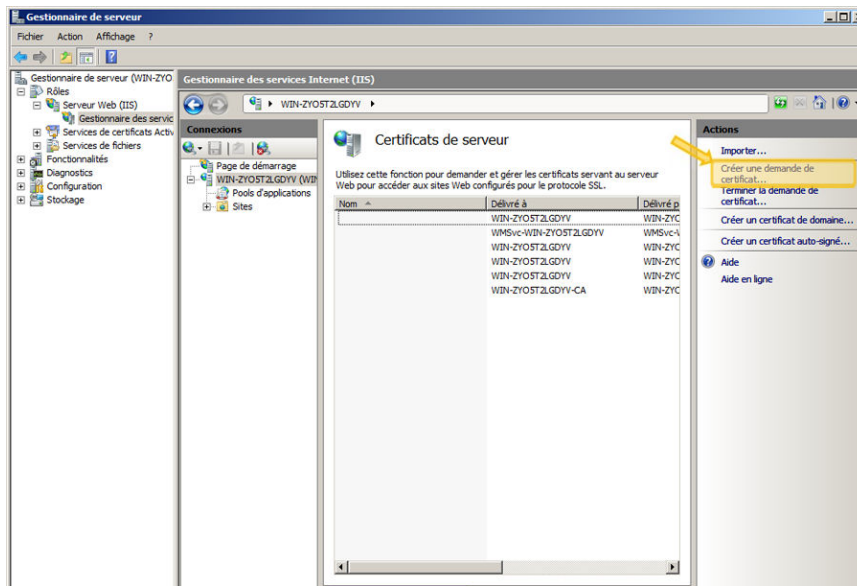 Gestionnaire de serveur
Fichier Action Affichage ?
Gestionnaire de serveur (WIN-ZYO
Rôles
Serveur Web (IIS)
Gestionnaire des servic
Services de certificats Activ
Services de fichiers
Fonctionnalités
Diagnostics
Configuration
Stockage
Gestionnaire des services Internet (IIS)
WIN-ZYO5T2LGDYV
Connexions
Page de démarrage
WIN-ZYO5T2LGDYV (WIN
Pools d'applications
Sites
Certificats de serveur
Utilisez cette fonction pour demander et gérer les certificats servant au serveur
Web pour accéder aux sites Web configurés pour le protocole SSL.
Nom Délivré à Délivré p
WIN-ZYO5T2LGDYV WIN-ZYO
WMSvc-WIN-ZYO5T2LGDYV WMSvc-V
WIN-ZYO5T2LGDYV WIN-ZYO
WIN-ZYO5T2LGDYV WIN-ZYO
WIN-ZYO5T2LGDYV WIN-ZYO
WIN-ZYO5T2LGDYV-CA WIN-ZYO
Actions
Importer...
Créer une demande de
certificat...
Terminer la demande de
certificat...
Créer un certificat de domaine...
Créer un certificat auto-signé...
Aide
Aide en ligne